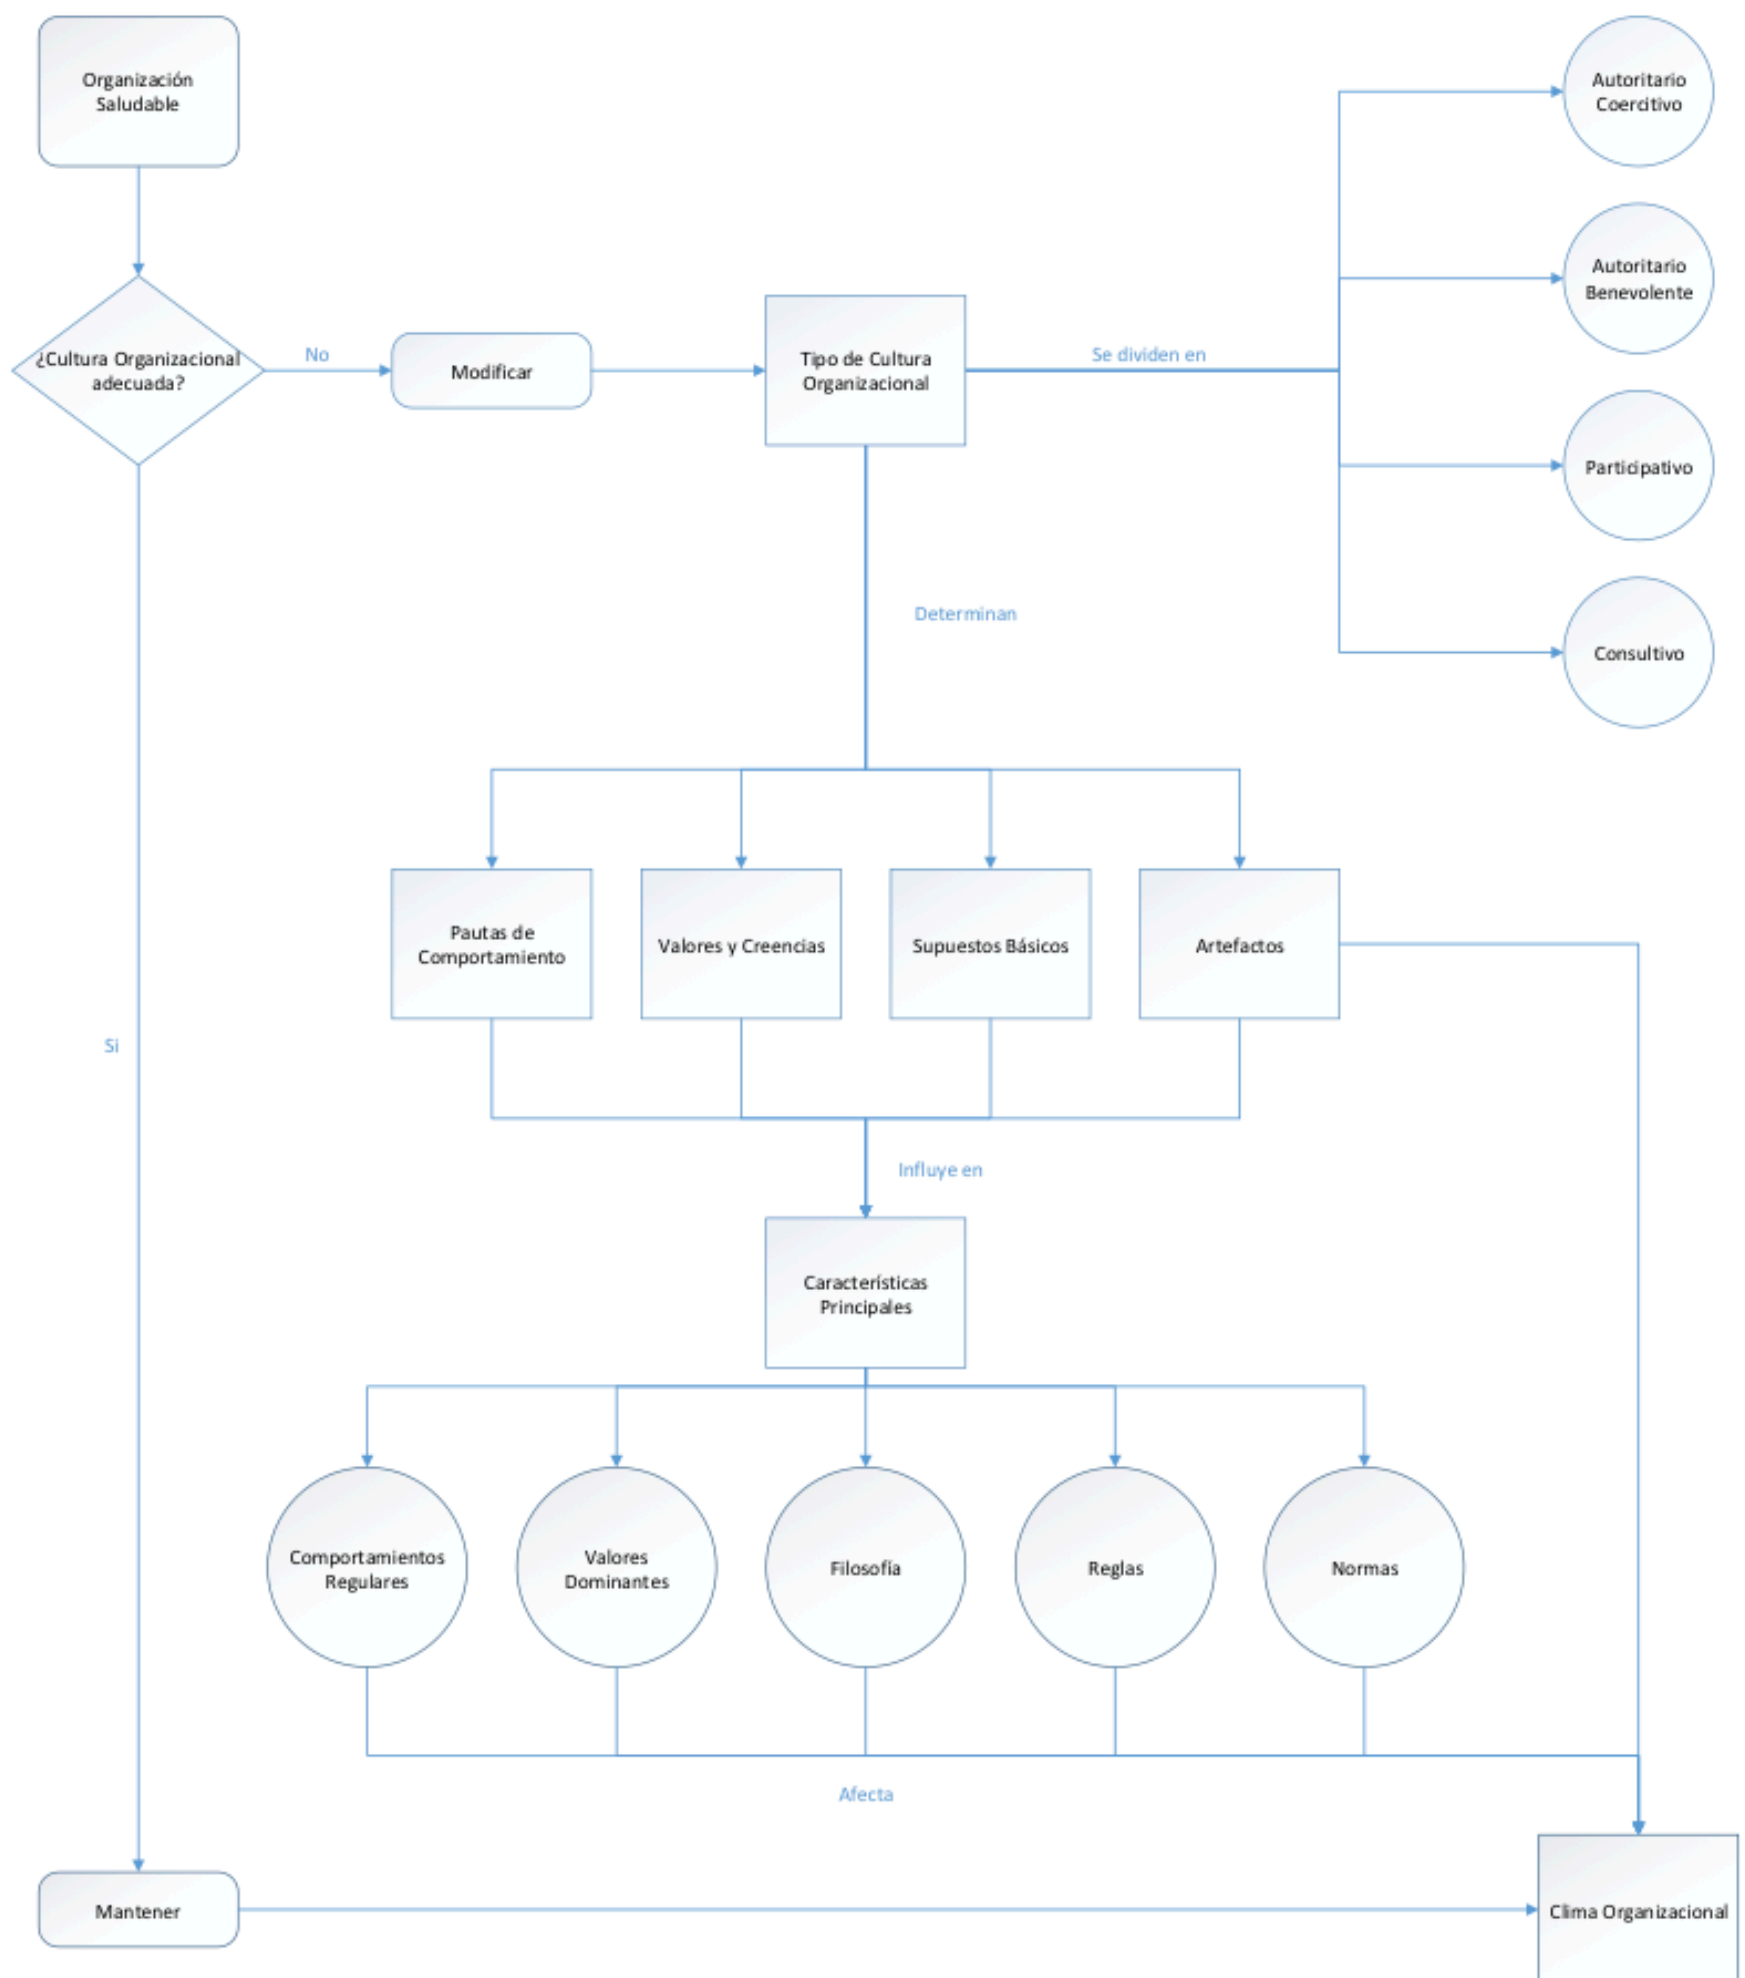 Organización
Saludable
Autoritario
Coercitivo
Autoritario
Benevolente
¿Cultura Organizacional
adecuada?
No
Modificar
Tipo de Cultura
Organizacional
Se dividen en
Participativo
Determinan
Consultivo
Pautas de
Comportamiento
Valores y Creencias
Supuestos Básicos
Artefactos
Si
Influye en
Características
Principales
Comportamientos
Regulares
Valores
Dominantes
Filosofía
Reglas
Normas
Afecta
Mantener
Clima Organizacional